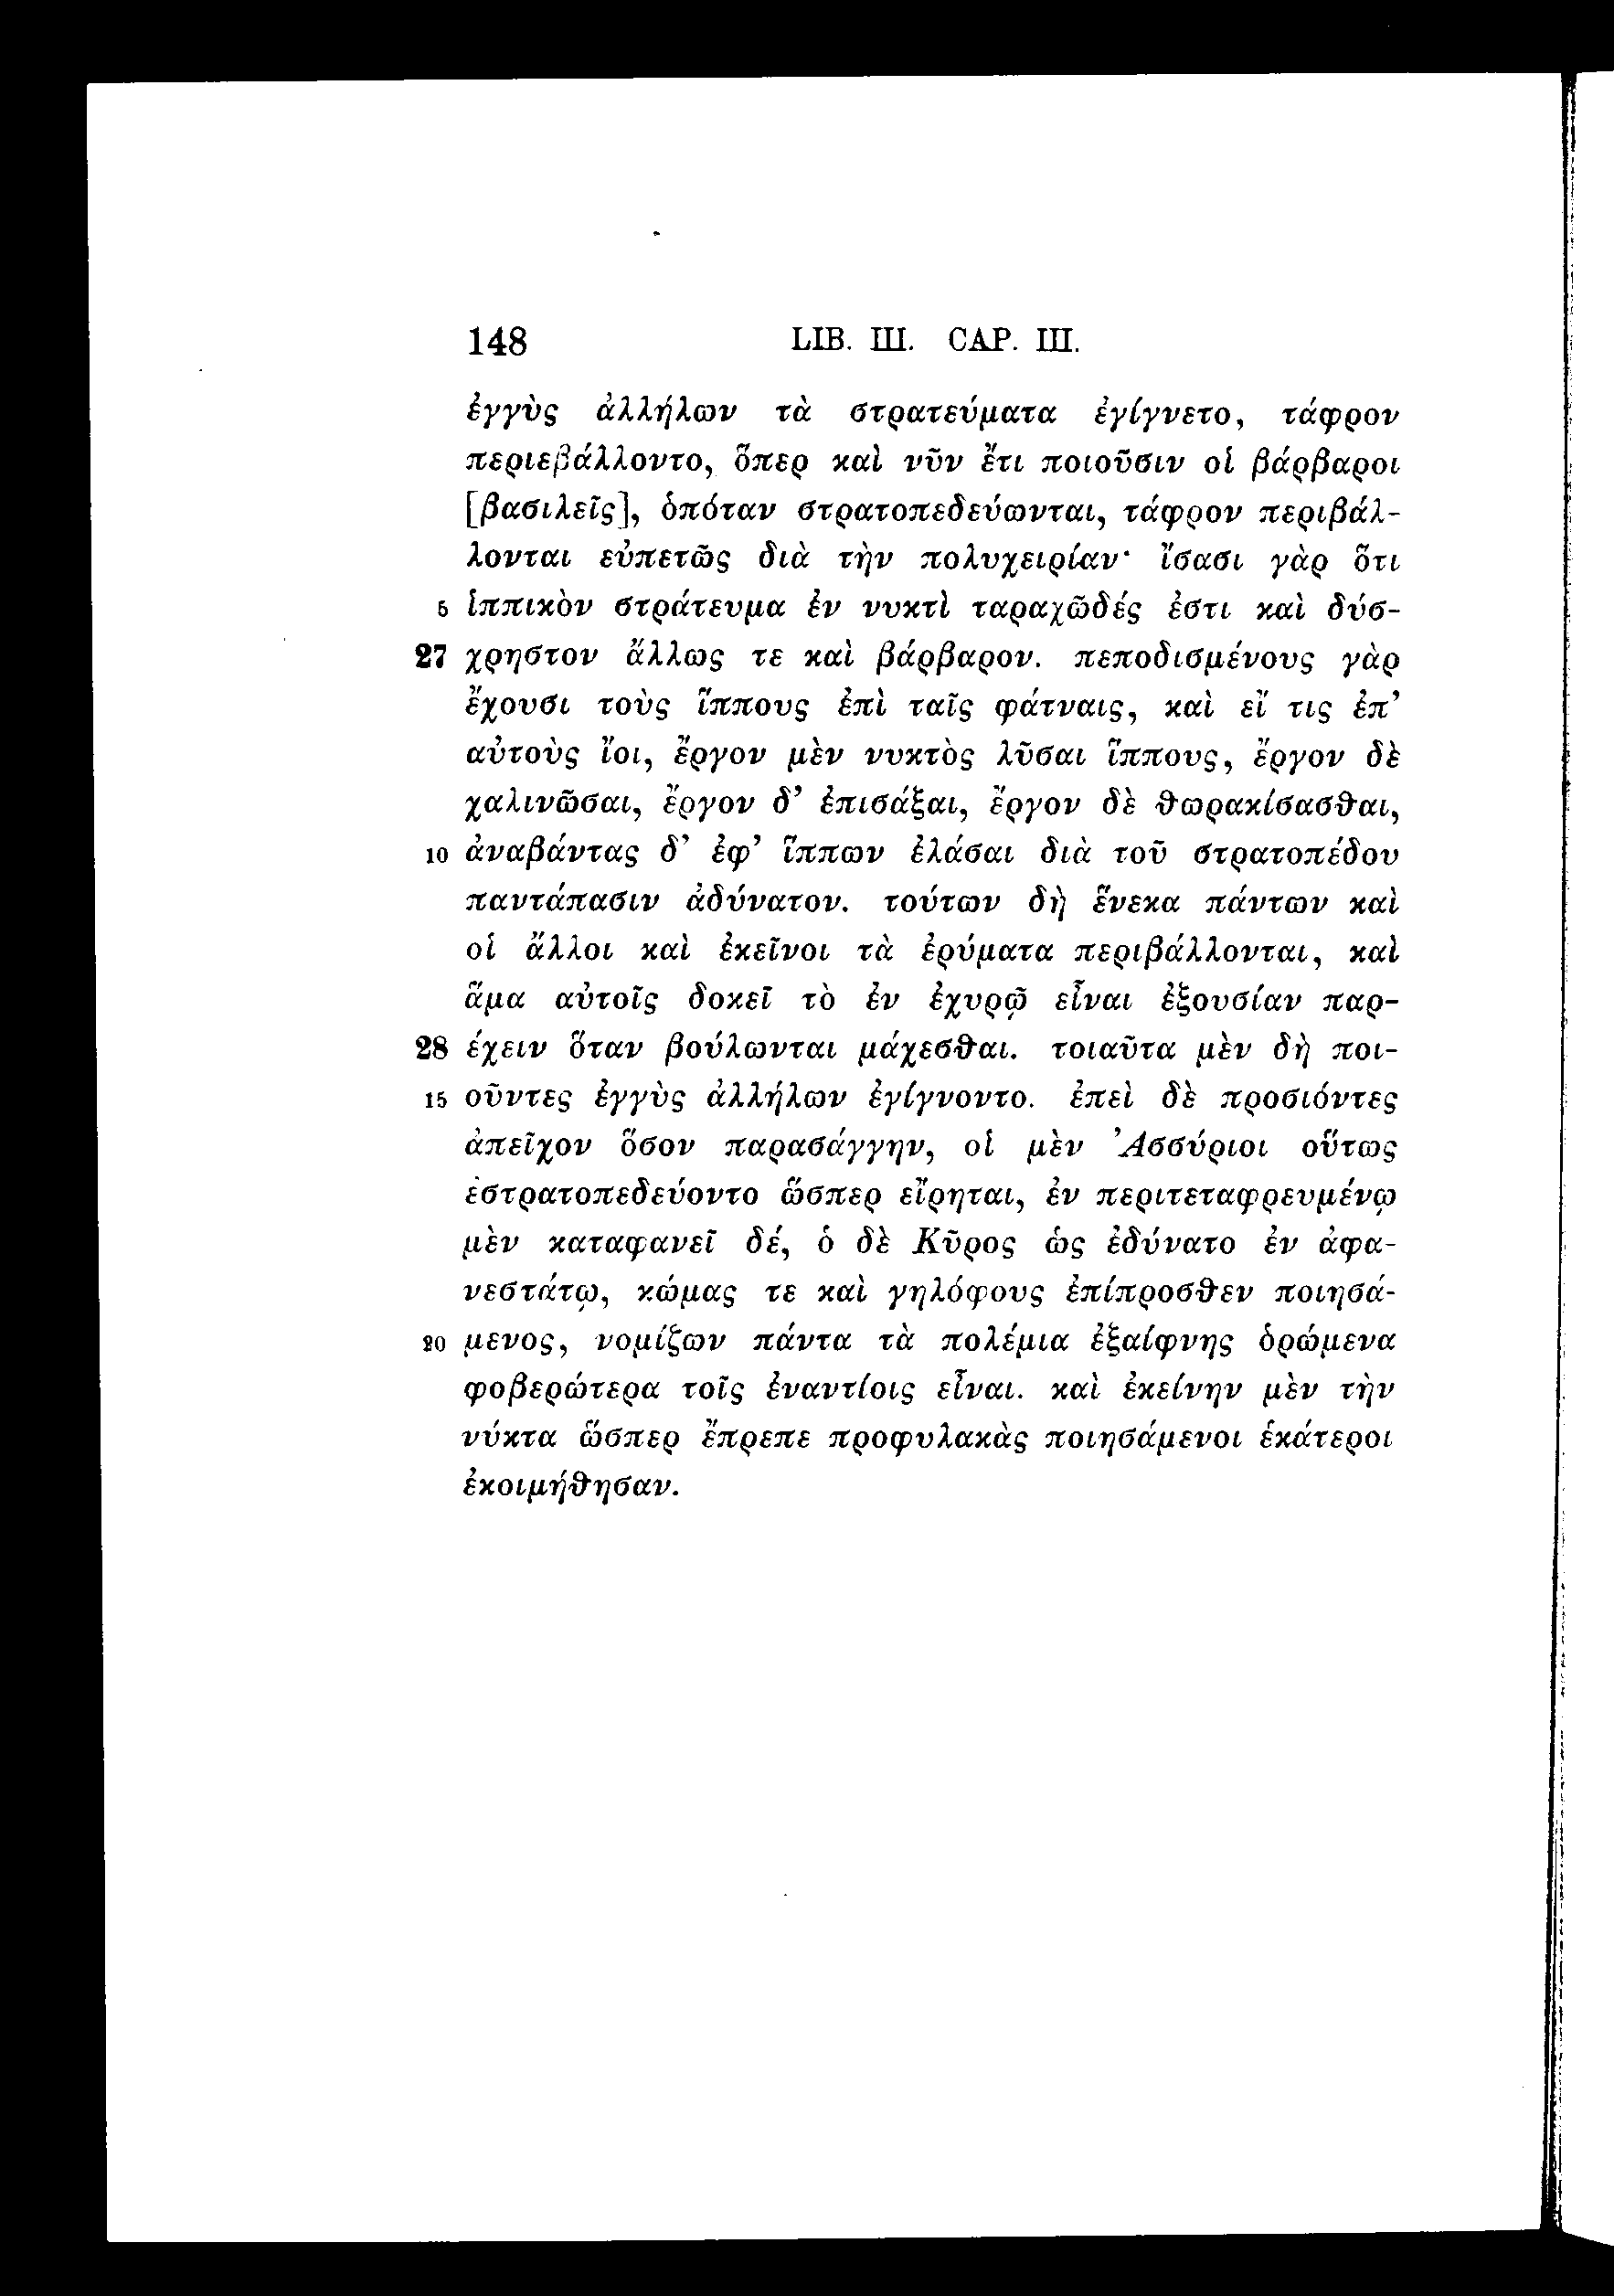 148 LIB. III. CAP. III.
ἐγγὺς ἀλλήλων τὰ στρατεύματα ἐγίγνετο, τάφρον
περιεβάλλοντο, ὅπερ καὶ νῦν ἔτι ποιοῦσιν οἱ βάρβαροι
[βασιλεῖς], ὁπόταν στρατοπεδεύωνται, τάφρον περιβάλ-
λονται εὐπετῶς διὰ τὴν πολυχειρίαν· ἴσασι γὰρ ὅτι
5 ἱππικὸν στράτευμα ἐν νυκτὶ ταραχῶδές ἐστι καὶ δύσ-
27 χρηστον ἄλλως τε καὶ βάρβαρον. πεποδισμένους γὰρ
ἔχουσι τοὺς ἵππους ἐπὶ ταῖς φάτναις, καὶ εἴ τις ἐπ’
αὐτοὺς ἴοι, ἔργον μὲν νυκτὸς λῦσαι ἵππους, ἔργον δὲ
χαλινῶσαι, ἔργον δ’ ἐπισάξαι, ἔργον δὲ θωρακίσασθαι,
10 ἀναβάντας δ’ ἐφ’ ἵππων ἐλάσαι διὰ τοῦ στρατοπέδου
παντάπασιν ἀδύνατον. τούτων δὴ ἕνεκα πάντων καὶ
οἱ ἄλλοι καὶ ἐκεῖνοι τὰ ἐρύματα περιβάλλονται, καὶ
ἅμα αὐτοῖς δοκεῖ τὸ ἐν ἐχυρῷ εἶναι ἐξουσίαν παρ-
28 έχειν ὅταν βούλωνται μάχεσθαι. τοιαῦτα μὲν δὴ ποι-
15 οῦντες ἐγγὺς ἀλλήλων ἐγίγνοντο. ἐπεὶ δὲ προσιόντες
ἀπεῖχον ὅσον παρασάγγην, οἱ μὲν Ἀσσύριοι οὕτως
ἐστρατοπεδεύοντο ὥσπερ εἴρηται, ἐν περιτεταφρευμένῳ
μὲν καταφανεῖ δέ, ὁ δὲ Κῦρος ὡς ἐδύνατο ἐν ἀφα-
νεστάτῳ, κώμας τε καὶ γηλόφους ἐπίπροσθεν ποιησά-
20 μενος, νομίζων πάντα τὰ πολέμια ἐξαίφνης ὁρώμενα
φοβερώτερα τοῖς ἐναντίοις εἶναι. καὶ ἐκείνην μὲν τὴν
νύκτα ὥσπερ ἔπρεπε προφυλακὰς ποιησάμενοι ἑκάτεροι
ἐκοιμήθησαν.